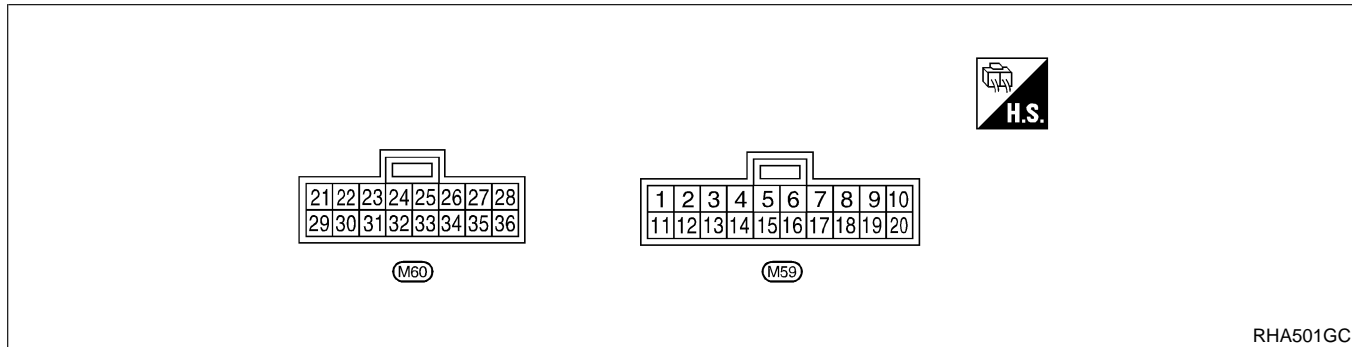 H.S.
21 22 23 24 25 26 27 28
29 30 31 32 33 34 35 36
M60
1 2 3 4 5 6 7 8 9 10
11 12 13 14 15 16 17 18 19 20
M59
RHA501GC